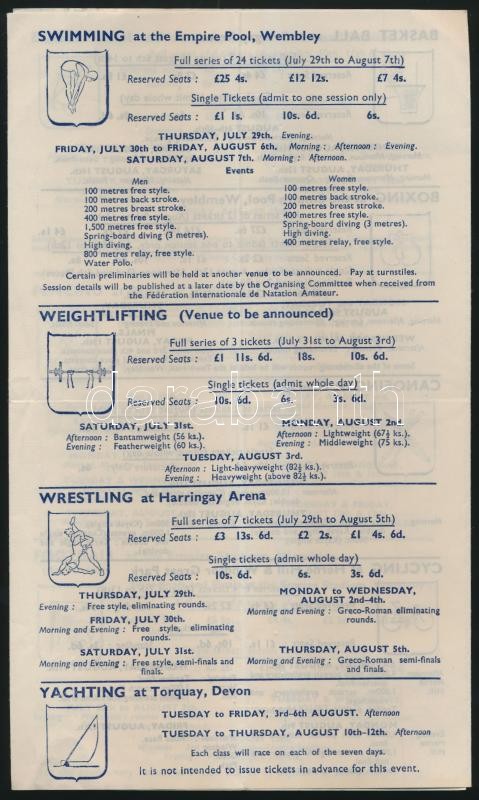 SWIMMING at the Empire Pool, Wembley
Full series of 24 tickets (July 29th to August 7th)
Reserved Seats : £25 4s. £12 12s. £7 4s.
Single Tickets (admit to one session only)
Reserved Seats : £1 1s. 10s. 6d. 6s.
THURSDAY, JULY 29th. Evening.
FRIDAY, JULY 30th to FRIDAY, AUGUST 6th. Morning : Afternoon : Evening.
SATURDAY, AUGUST 7th. Morning : Afternoon.
Events
Men
100 metres free style.
100 metres back stroke.
200 metres breast stroke.
400 metres free style.
1,500 metres free style.
Spring-board diving (3 metres).
High diving.
800 metres relay, free style.
Water Polo.
Women
100 metres free style.
100 metres back stroke.
200 metres breast stroke.
400 metres free style.
Spring-board diving (3 metres).
High diving.
400 metres relay, free style.
Certain preliminaries will be held at another venue to be announced. Pay at turnstiles.
Session details will be published at a later date by the Organising Committee when received from
the Fédération Internationale de Natation Amateur.
WEIGHTLIFTING (Venue to be announced)
Full series of 3 tickets (July 31st to August 3rd)
Reserved Seats : £1 11s. 6d. 18s. 10s. 6d.
Single tickets (admit whole day)
Reserved Seats : 10s. 6d. 6s. 3s. 6d.
darabanth
SATURDAY, JULY 31st.
Afternoon : Bantamweight (56 ks.).
Evening : Featherweight (60 ks.).
MONDAY, AUGUST 2nd
Afternoon : Lightweight (67½ ks.).
Evening : Middleweight (75 ks.).
TUESDAY, AUGUST 3rd.
Afternoon : Light-heavyweight (82½ ks.).
Evening : Heavyweight (above 82½ ks.).
WRESTLING at Harringay Arena
Full series of 7 tickets (July 29th to August 5th)
Reserved Seats : £3 13s. 6d. £2 2s. £1 4s. 6d.
Single tickets (admit whole day)
Reserved Seats : 10s. 6d. 6s. 3s. 6d.
THURSDAY, JULY 29th.
Evening : Free style, eliminating rounds.
FRIDAY, JULY 30th.
Morning and Evening : Free style, eliminating
rounds.
SATURDAY, JULY 31st.
Morning and Evening : Free style, semi-finals and
finals.
MONDAY to WEDNESDAY,
AUGUST 2nd-4th.
Morning and Evening : Greco-Roman eliminating
rounds.
THURSDAY, AUGUST 5th.
Morning and Evening : Greco-Roman semi-finals
and finals.
YACHTING at Torquay, Devon
TUESDAY to FRIDAY, 3rd-6th AUGUST. Afternoon
TUESDAY to THURSDAY, AUGUST 10th-12th. Afternoon
Each class will race on each of the seven days.
It is not intended to issue tickets in advance for this event.